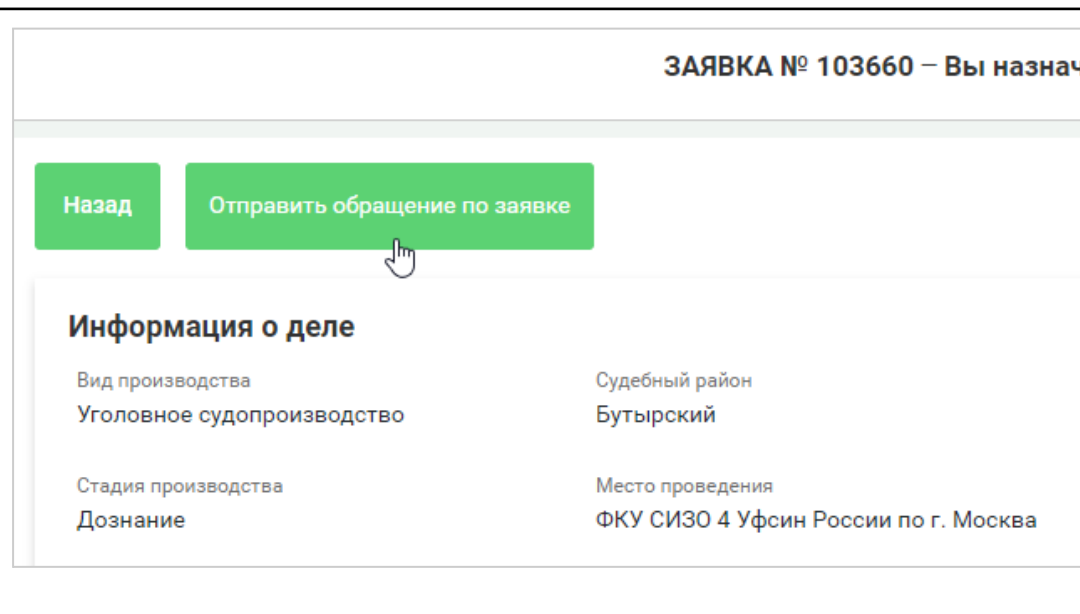 ЗАЯВКА № 103660 – Вы назнач
Назад
Отправить обращение по заявке
Информация о деле
Вид производства
Уголовное судопроизводство
Судебный район
Бутырский
Стадия производства
Дознание
Место проведения
ФКУ СИЗО 4 Уфсин России по г. Москва